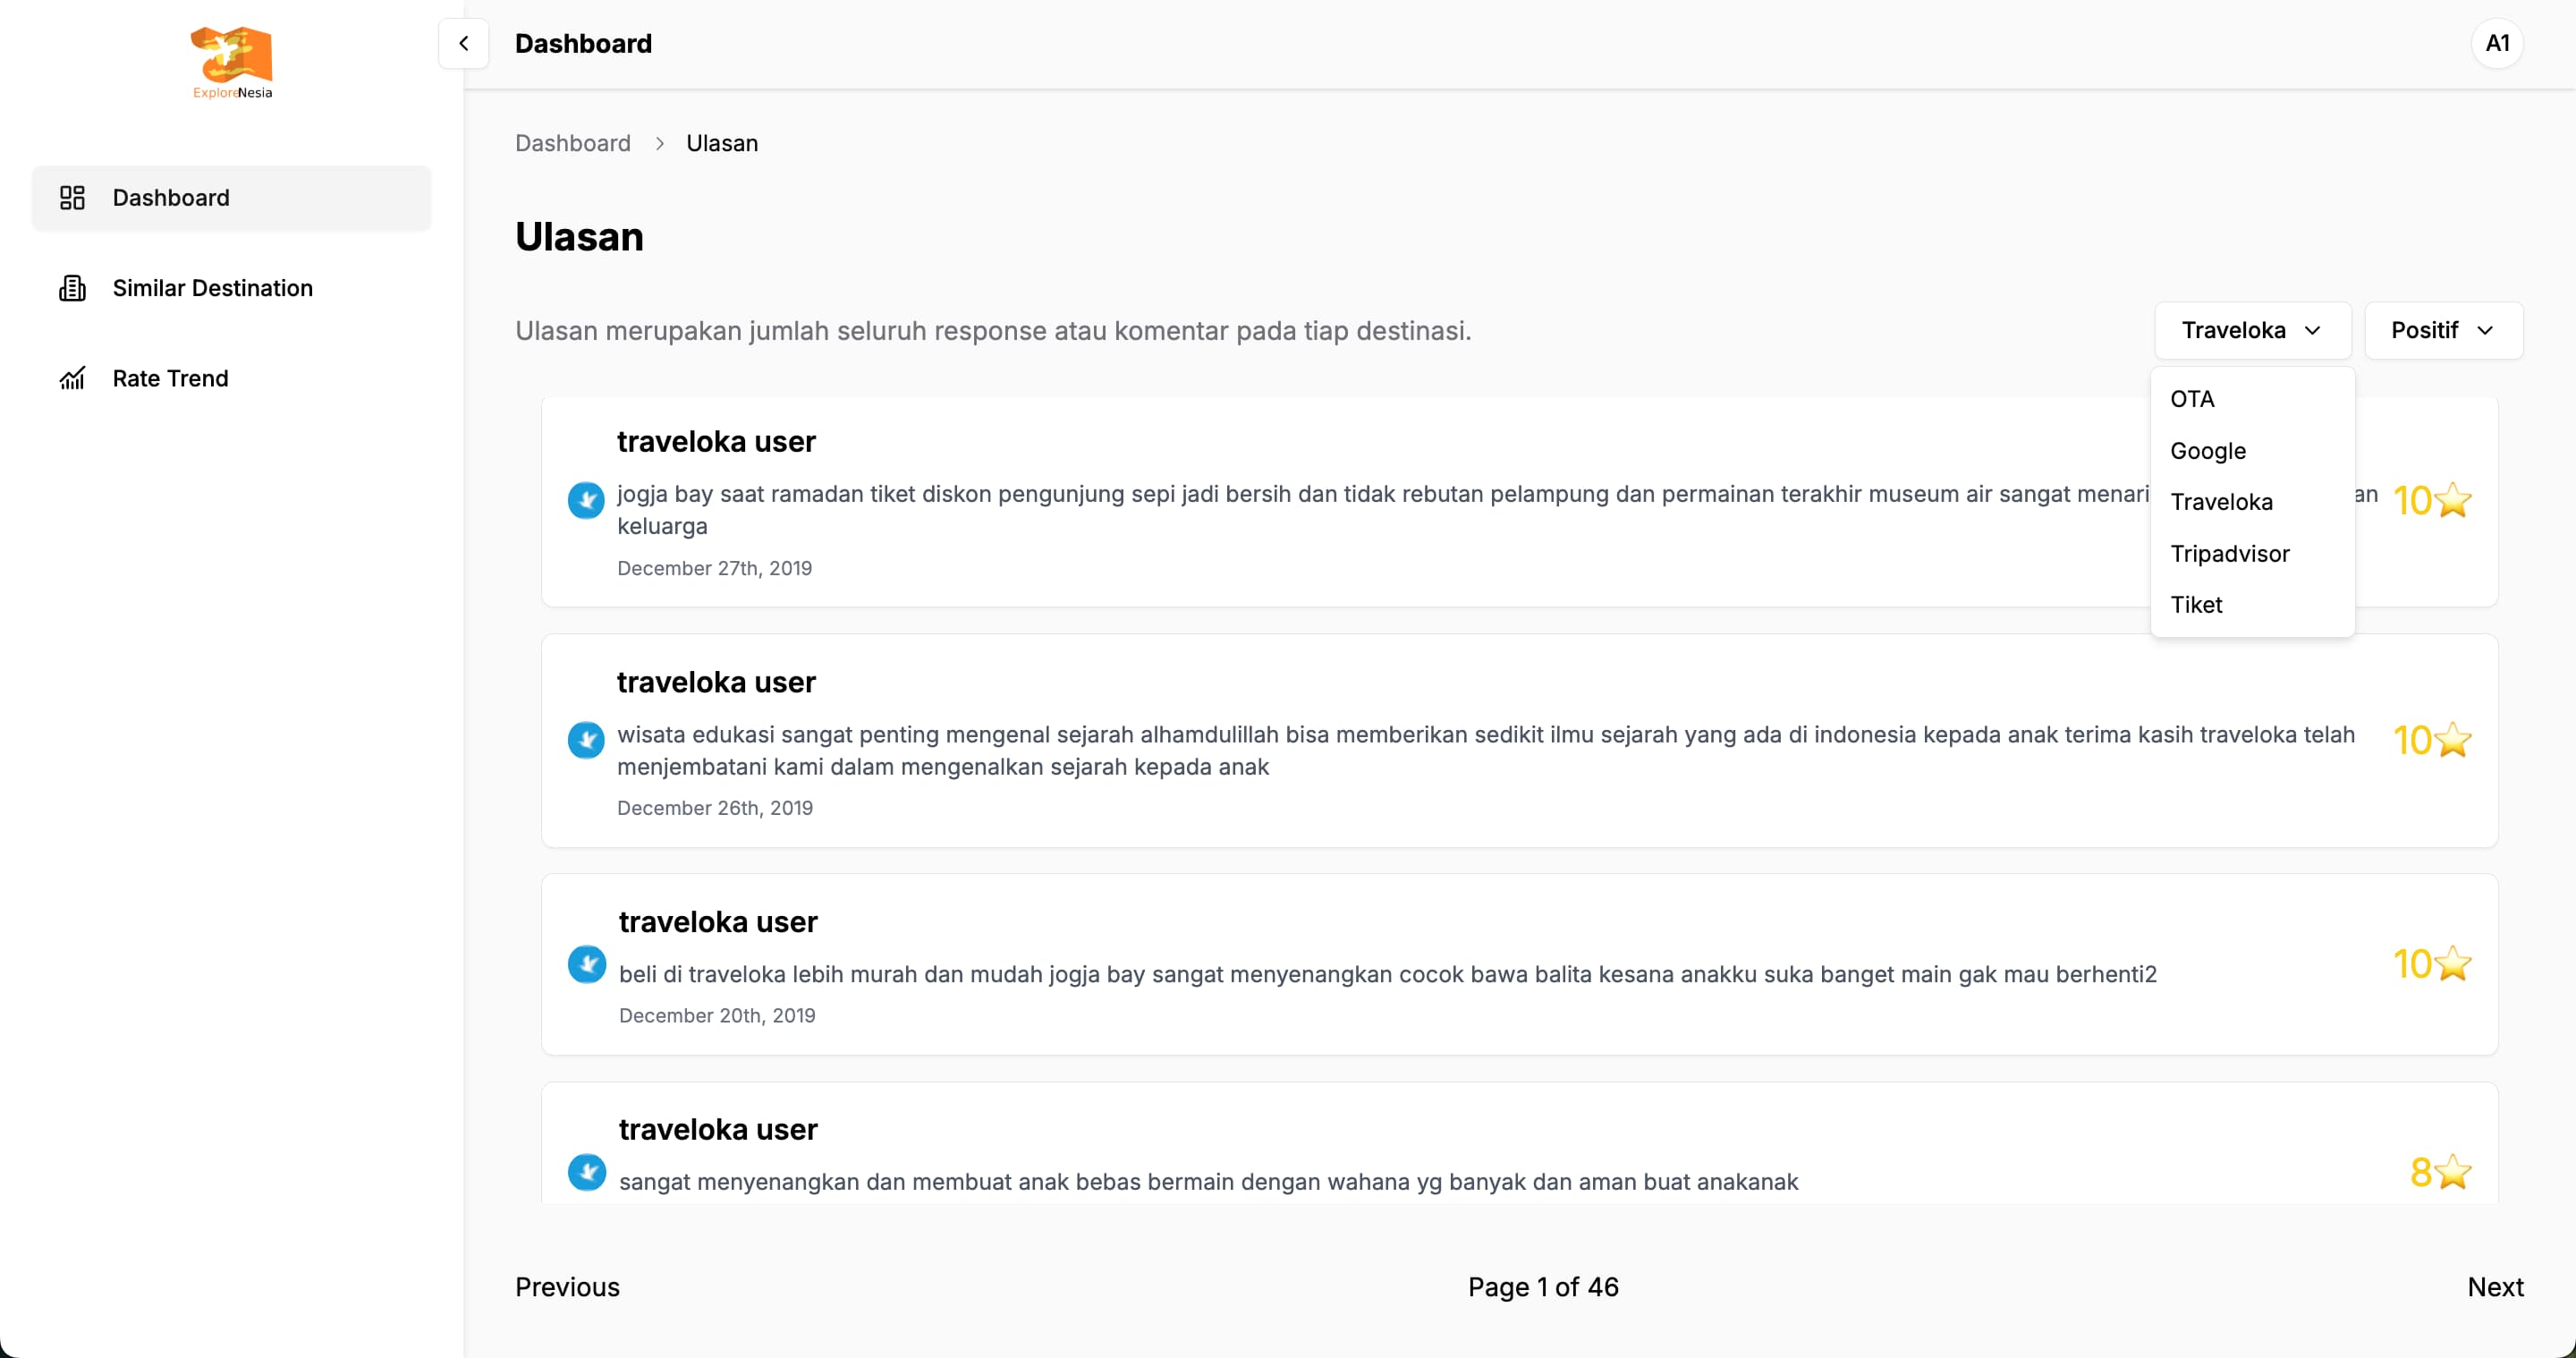 ExploreNesia
Dashboard
Similar Destination
Rate Trend
Dashboard
A1
Dashboard > Ulasan
Ulasan
Ulasan merupakan jumlah seluruh response atau komentar pada tiap destinasi.
Traveloka
Positif
OTA
Google
Traveloka
Tripadvisor
Tiket
traveloka user
jogja bay saat ramadan tiket diskon pengunjung sepi jadi bersih dan tidak rebutan pelampung dan permainan terakhir museum air sangat
keluarga
December 27th, 2019
10
traveloka user
wisata edukasi sangat penting mengenal sejarah alhamdulillah bisa memberikan sedikit ilmu sejarah yang ada di indonesia kepada anak terima kasih traveloka telah
menjembatani kami dalam mengenalkan sejarah kepada anak
December 26th, 2019
10
traveloka user
beli di traveloka lebih murah dan mudah jogja bay sangat menyenangkan cocok bawa balita kesana anakku suka banget main gak mau berhenti2
December 20th, 2019
10
traveloka user
sangat menyenangkan dan membuat anak bebas bermain dengan wahana yg banyak dan aman buat anakanak
8
Previous
Page 1 of 46
Next